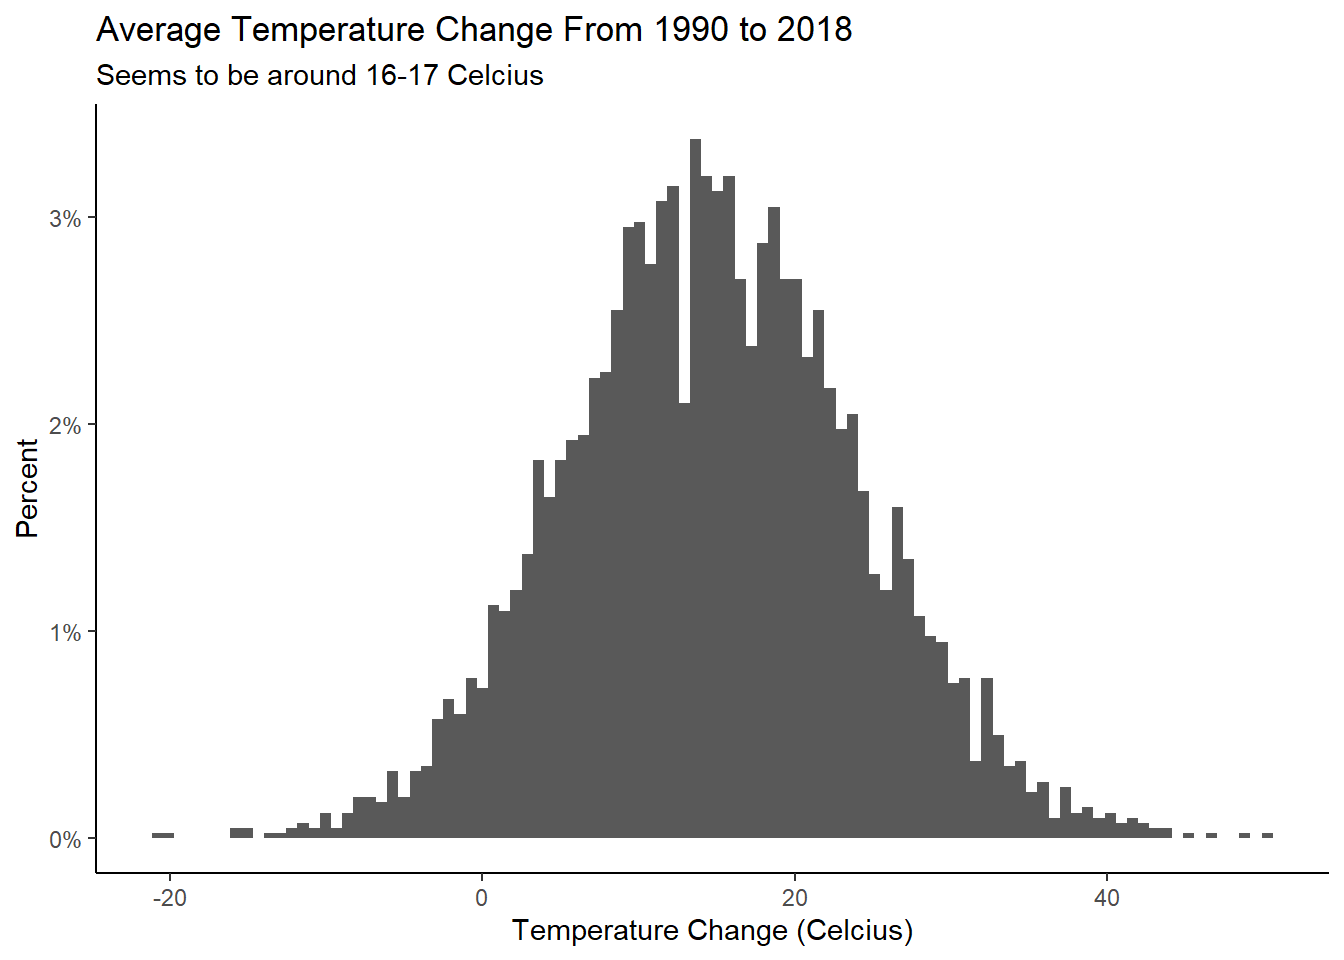 Average Temperature Change From 1990 to 2018
Seems to be around 16-17 Celcius
3%
2%
1%
0%
Percent
-20 0 20 40
Temperature Change (Celcius)